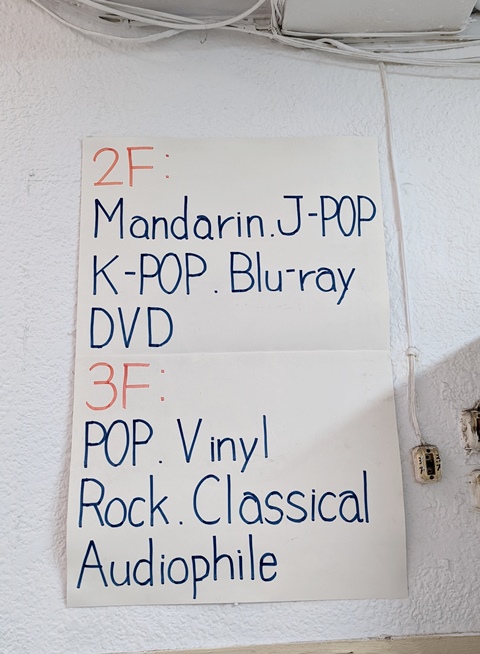 2F:
Mandarin.J-POP
K-POP. Blu-ray
DVD
3F:
POP. Vinyl
Rock. Classical
Audiophile